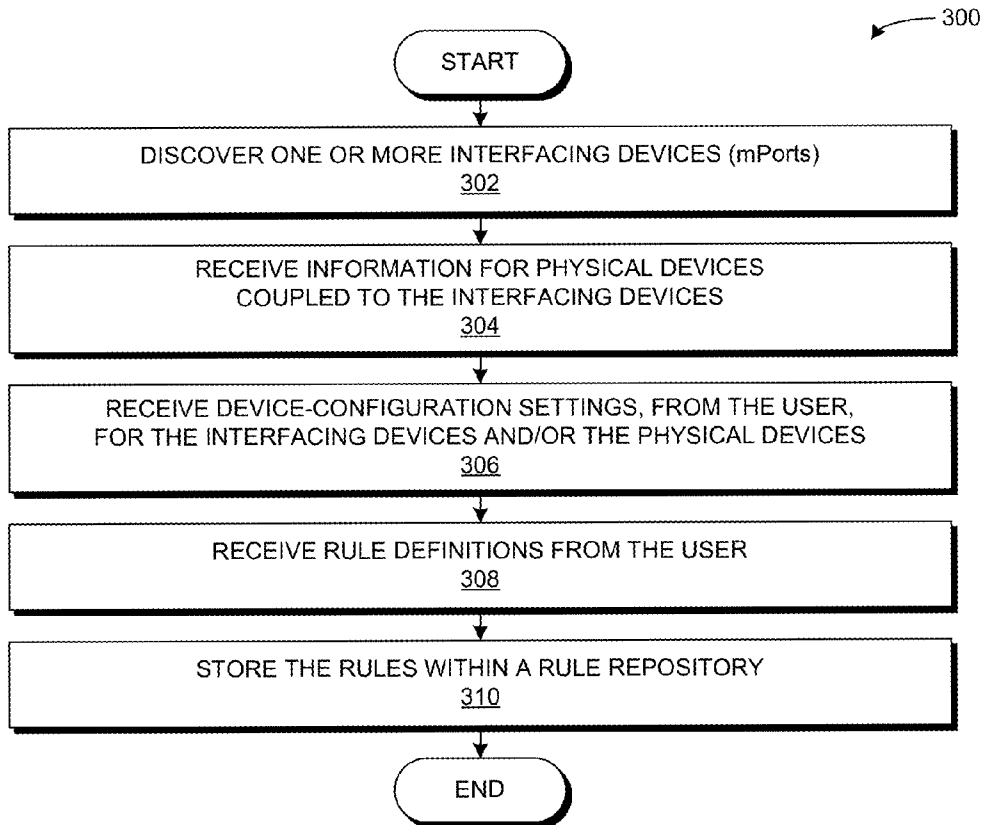 300
START
DISCOVER ONE OR MORE INTERFACING DEVICES (mPorts)
302
RECEIVE INFORMATION FOR PHYSICAL DEVICES
COUPLED TO THE INTERFACING DEVICES
304
RECEIVE DEVICE-CONFIGURATION SETTINGS, FROM THE USER,
FOR THE INTERFACING DEVICES AND/OR THE PHYSICAL DEVICES
306
RECEIVE RULE DEFINITIONS FROM THE USER
308
STORE THE RULES WITHIN A RULE REPOSITORY
310
END